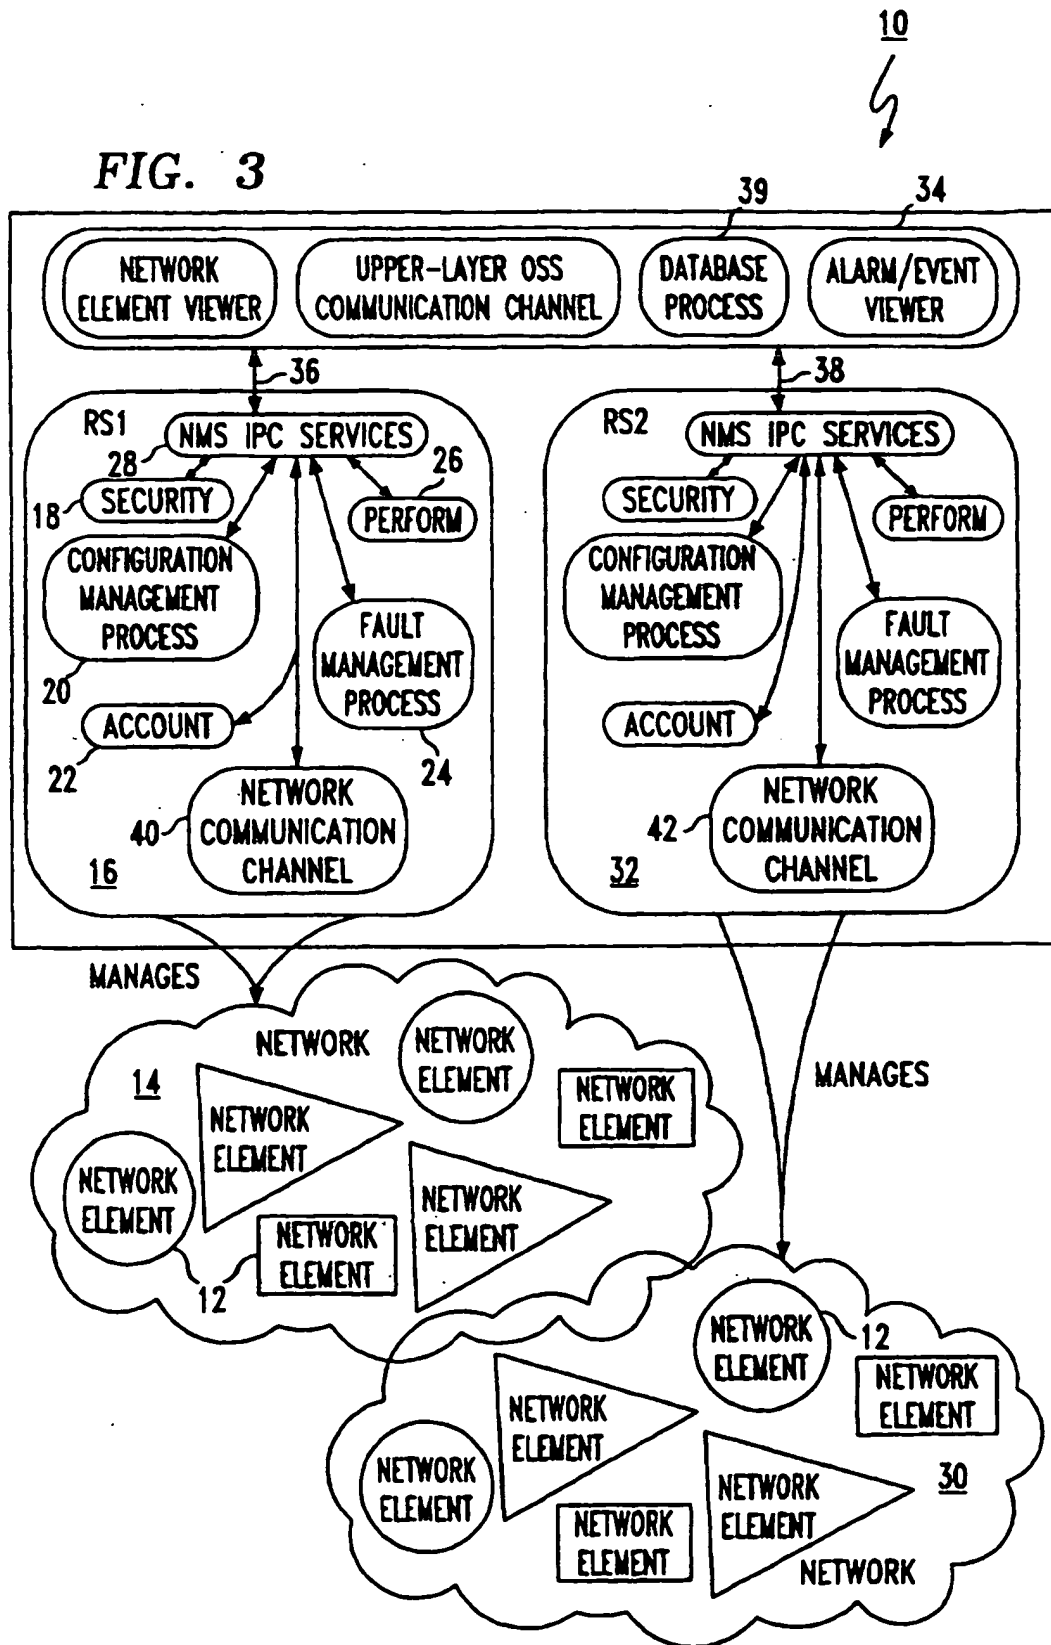 10
FIG. 3
39
34
NETWORK
ELEMENT VIEWER
UPPER-LAYER OSS
COMMUNICATION CHANNEL
DATABASE
PROCESS
ALARM/EVENT
VIEWER
36
38
RS1
NMS IPC SERVICES
28
26
18
SECURITY
PERFORM
CONFIGURATION
MANAGEMENT
PROCESS
20
FAULT
MANAGEMENT
PROCESS
ACCOUNT
22
24
NETWORK
COMMUNICATION
CHANNEL
40
16
RS2
NMS IPC SERVICES
SECURITY
PERFORM
CONFIGURATION
MANAGEMENT
PROCESS
FAULT
MANAGEMENT
PROCESS
ACCOUNT
NETWORK
COMMUNICATION
CHANNEL
42
32
MANAGES
MANAGES
NETWORK
14
NETWORK
ELEMENT
NETWORK
ELEMENT
NETWORK
ELEMENT
NETWORK
ELEMENT
NETWORK
ELEMENT
NETWORK
ELEMENT
12
NETWORK
ELEMENT
12
NETWORK
ELEMENT
NETWORK
ELEMENT
NETWORK
ELEMENT
NETWORK
ELEMENT
NETWORK
ELEMENT
30
NETWORK